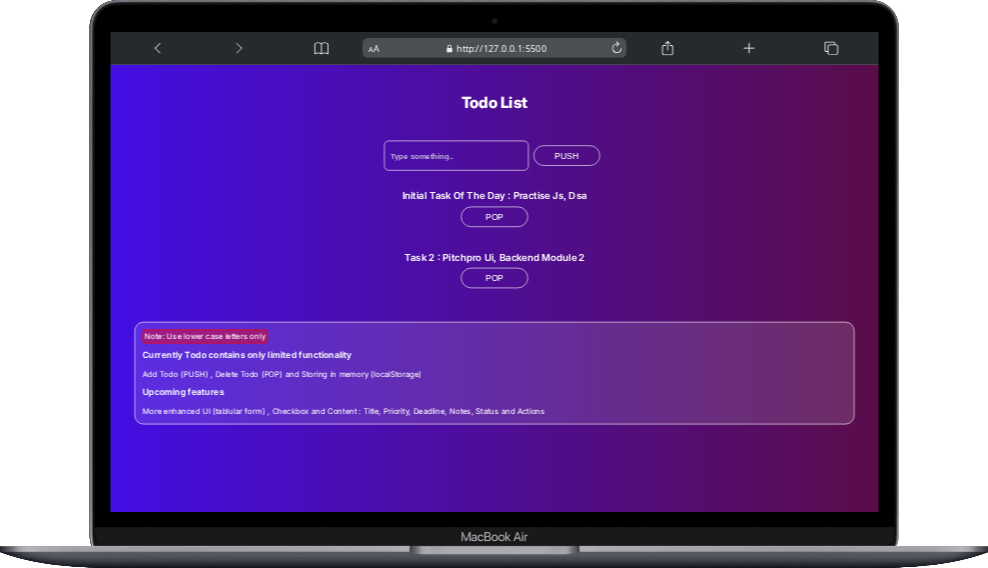 AA http://127.0.0.1:5500
Todo List
Type something...
PUSH
Initial Task Of The Day : Practise Js, Dsa
POP
Task 2 : Pitchpro Ui, Backend Module 2
POP
Note: Use lower case letters only
Currently Todo contains only limited functionality
Add Todo (PUSH) , Delete Todo (POP) and Storing in memory (localStorage)
Upcoming features
More enhanced UI (tablular form) , Checkbox and Content : Title, Priority, Deadline, Notes, Status and Actions
MacBook Air